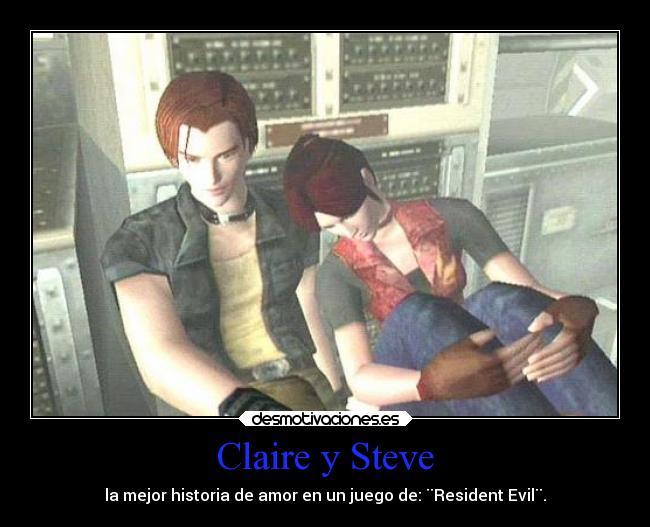 desmotivaciones.es
Claire y Steve
la mejor historia de amor en un juego de: ¨Resident Evil¨.